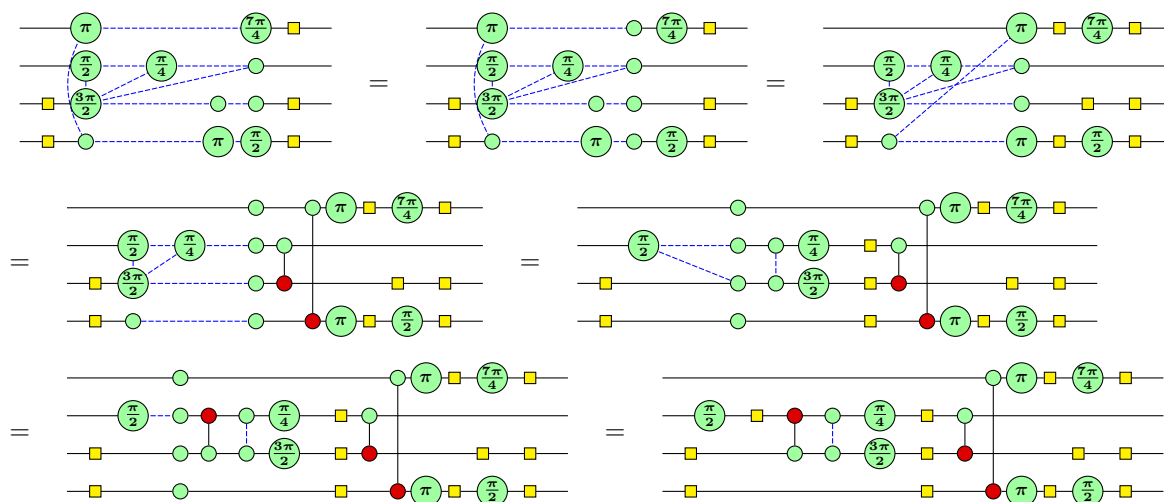 π 7π/4 π 7π/4 π 7π/4
π/2 π/4 = π/2 π/4 = π/2 π/4
3π/2 3π/2 3π/2
π π/2 π π/2 π π/2
π 7π/4 π 7π/4
= π/2 π/4 = π/2 π/4
3π/2 3π/2
π π/2 π π/2
π 7π/4 π 7π/4
= π/2 π/4 = π/2 π/4
3π/2 3π/2
π π/2 π π/2